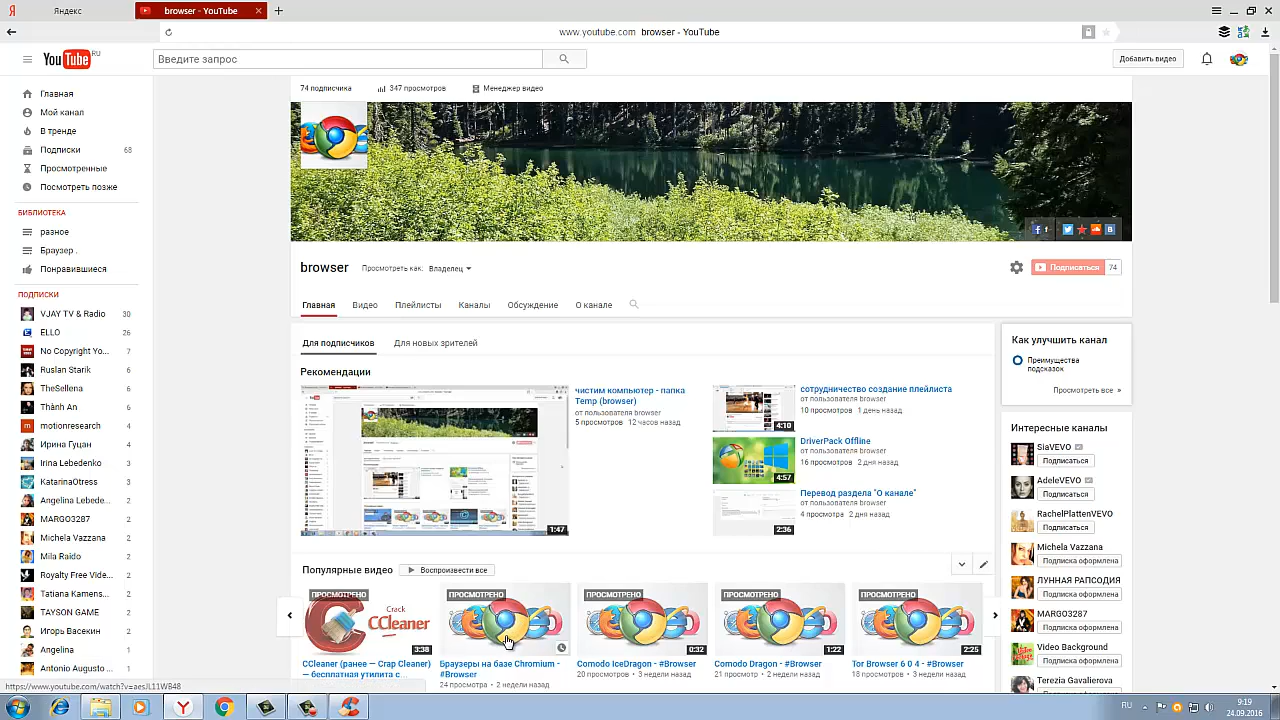 Яндекс
browser - YouTube
www.youtube.com browser - YouTube
YouTube RU
Введите запрос
Добавить видео
Главная
Мой канал
В тренде
Подписки 68
Просмотренные
Посмотреть позже
БИБЛИОТЕКА
разное
Браузер .
Понравившиеся
ПОДПИСКИ
VJAY TV & Radio 30
ELLO 26
No Copyright Yo... 7
Ruslan Starik 6
TheSellena 6
Thành An 4
motionresearch 4
Ирина Гуцан 4
Yana Lebedenko 2
KatarinaOtress 3
2
MARGO3287 2
Michela Vazzana 2
Mila Raido 2
Royalty Free Vide... 2
Tatiana Kamens... 2
TAYSON GAME 2
Игорь Васекин 2
Angelina 1
Antonio Augusto ... 1
74 подписчика
347 просмотров
Менеджер видео
browser
Просмотреть как: Владелец
Подписаться 74
Главная
Видео
Плейлисты
Каналы
Обсуждение
О канале
Для подписчиков
Для новых зрителей
Рекомендации
1:47
чистим компьютер - папка
Temp (browser)
от пользователя browser
5 просмотров 12 часов назад
4:10
сотрудничество создание плейлиста
от пользователя browser
10 просмотров 1 день назад
4:57
DriverPack Offline
от пользователя browser
16 просмотров 2 дня назад
2:36
Перевод раздела "О канале"
от пользователя browser
4 просмотра 2 дня назад
Популярные видео
Воспроизвести все
ПРОСМОТРЕНО
Crack
CCleaner
3:38
CCleaner (ранее — Crap Cleaner)
— бесплатная утилита с...
ПРОСМОТРЕНО
Браузеры на базе Chromium -
#Browser
24 просмотра • 2 недели назад
ПРОСМОТРЕНО
0:32
Comodo IceDragon - #Browser
20 просмотров • 3 недели назад
ПРОСМОТРЕНО
1:22
Comodo Dragon - #Browser
21 просмотр • 2 недели назад
ПРОСМОТРЕНО
2:25
Tor Browser 6 0 4 - #Browser
18 просмотров • 3 недели назад
Как улучшить канал
Преимущества
подсказок
Просмотреть все »
Интересные каналы
SiaVEVO
Подписаться
AdeleVEVO
Подписаться
RachelPlattenVEVO
Подписаться
Michela Vazzana
Подписка оформлена
ЛУННАЯ РАПСОДИЯ
Подписка оформлена
MARGO3287
Подписка оформлена
Video Background
Подписка оформлена
Terezia Gavalierova
https://www.youtube.com/watch?v=aesJL11WB48
RU
9:19
24.09.2016